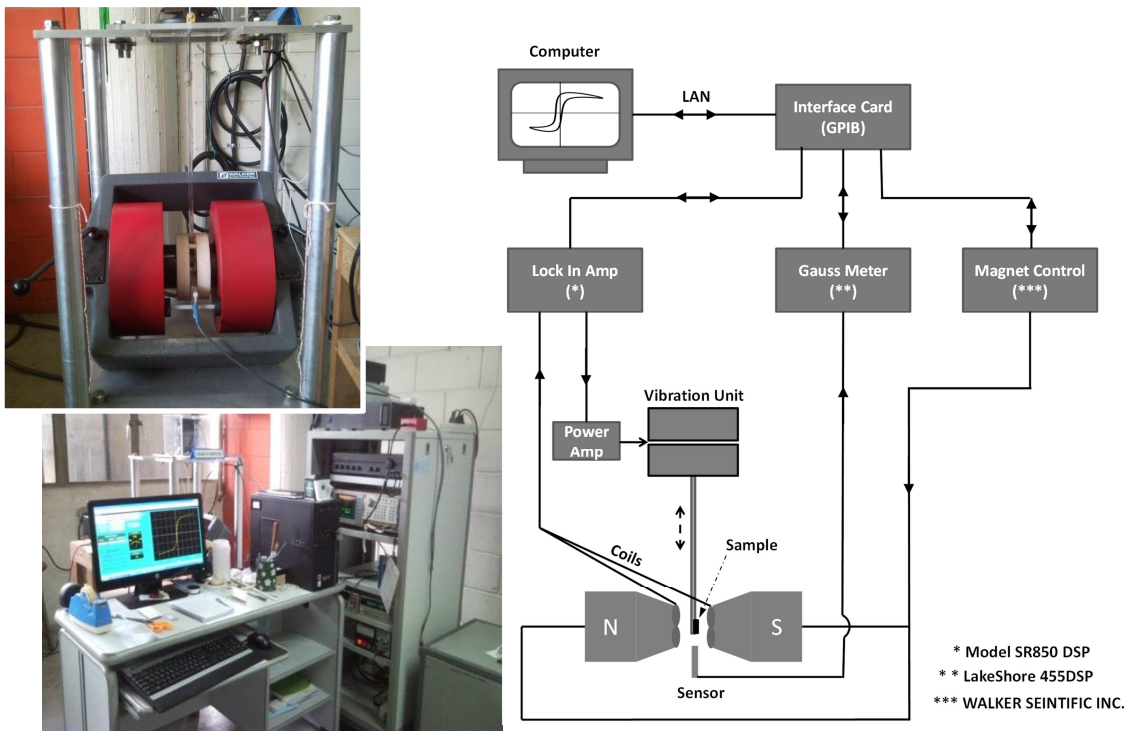 WALKER
Computer
LAN
Interface Card
(GPIB)
Lock In Amp
(*)
Gauss Meter
(**)
Magnet Control
(***)
Vibration Unit
Power
Amp
Coils
Sample
N
S
Sensor
* Model SR850 DSP
* * LakeShore 455DSP
*** WALKER SEINTIFIC INC.